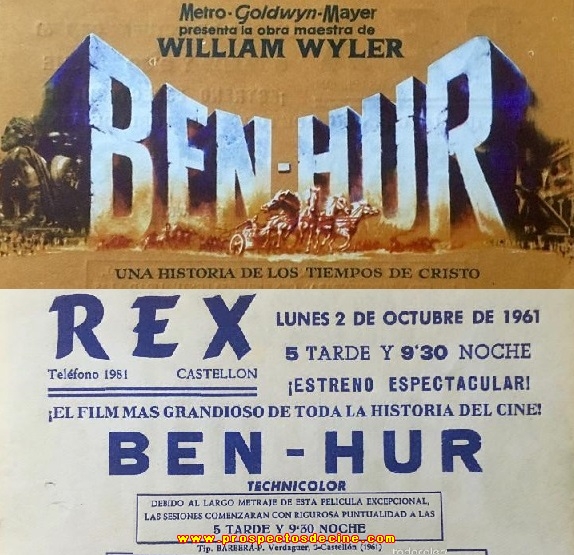 Metro-Goldwyn-Mayer
presenta la obra maestra de
WILLIAM WYLER
BEN-HUR
UNA HISTORIA DE LOS TIEMPOS DE CRISTO
REX
Teléfono 1981 CASTELLON
LUNES 2 DE OCTUBRE DE 1961
5 TARDE Y 9'30 NOCHE
¡ESTRENO ESPECTACULAR!
¡EL FILM MAS GRANDIOSO DE TODA LA HISTORIA DEL CINE!
BEN-HUR
TECHNICOLOR
DEBIDO AL LARGO METRAJE DE ESTA PELICULA EXCEPCIONAL,
LAS SESIONES COMENZARAN CON RIGUROSA PUNTUALIDAD A LAS
5 TARDE Y 9'30 NOCHE
www.prospectosdecine.com
Tip. BARBERA-P. Verdaguer, 5-Castellón (1961)